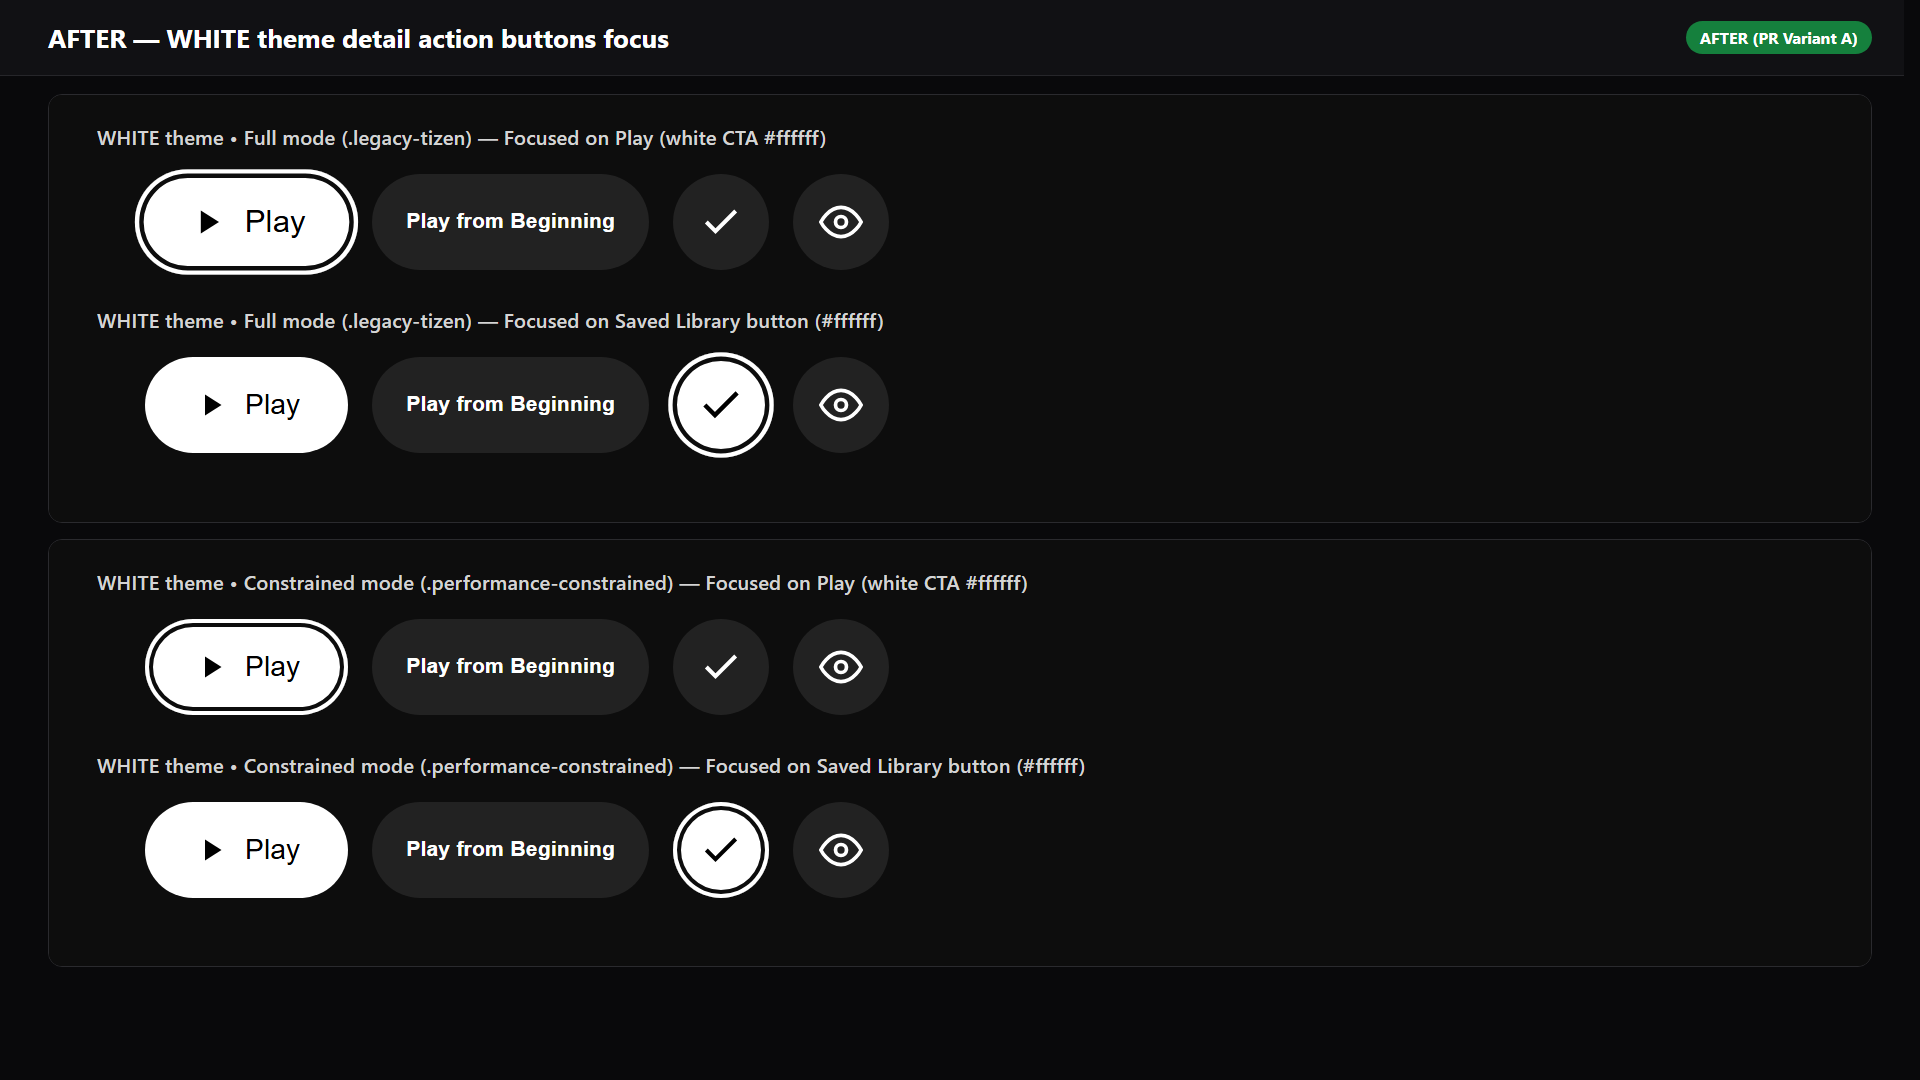 AFTER — WHITE theme detail action buttons focus
AFTER (PR Variant A)
WHITE theme • Full mode (.legacy-tizen) — Focused on Play (white CTA #ffffff)
Play
Play from Beginning
WHITE theme • Full mode (.legacy-tizen) — Focused on Saved Library button (#ffffff)
Play
Play from Beginning
WHITE theme • Constrained mode (.performance-constrained) — Focused on Play (white CTA #ffffff)
Play
Play from Beginning
WHITE theme • Constrained mode (.performance-constrained) — Focused on Saved Library button (#ffffff)
Play
Play from Beginning